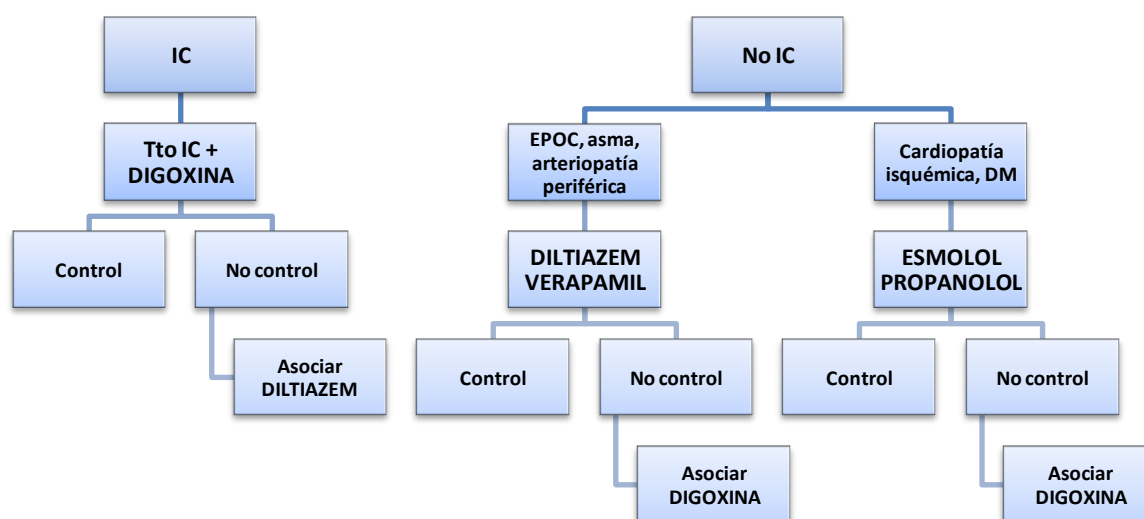 IC
Tto IC +
DIGOXINA
Control
No control
Asociar
DILTIAZEM
No IC
EPOC, asma,
arteriopatía
periférica
DILTIAZEM
VERAPAMIL
Control
No control
Asociar
DIGOXINA
Cardiopatía
isquémica, DM
ESMOLOL
PROPANOLOL
Control
No control
Asociar
DIGOXINA